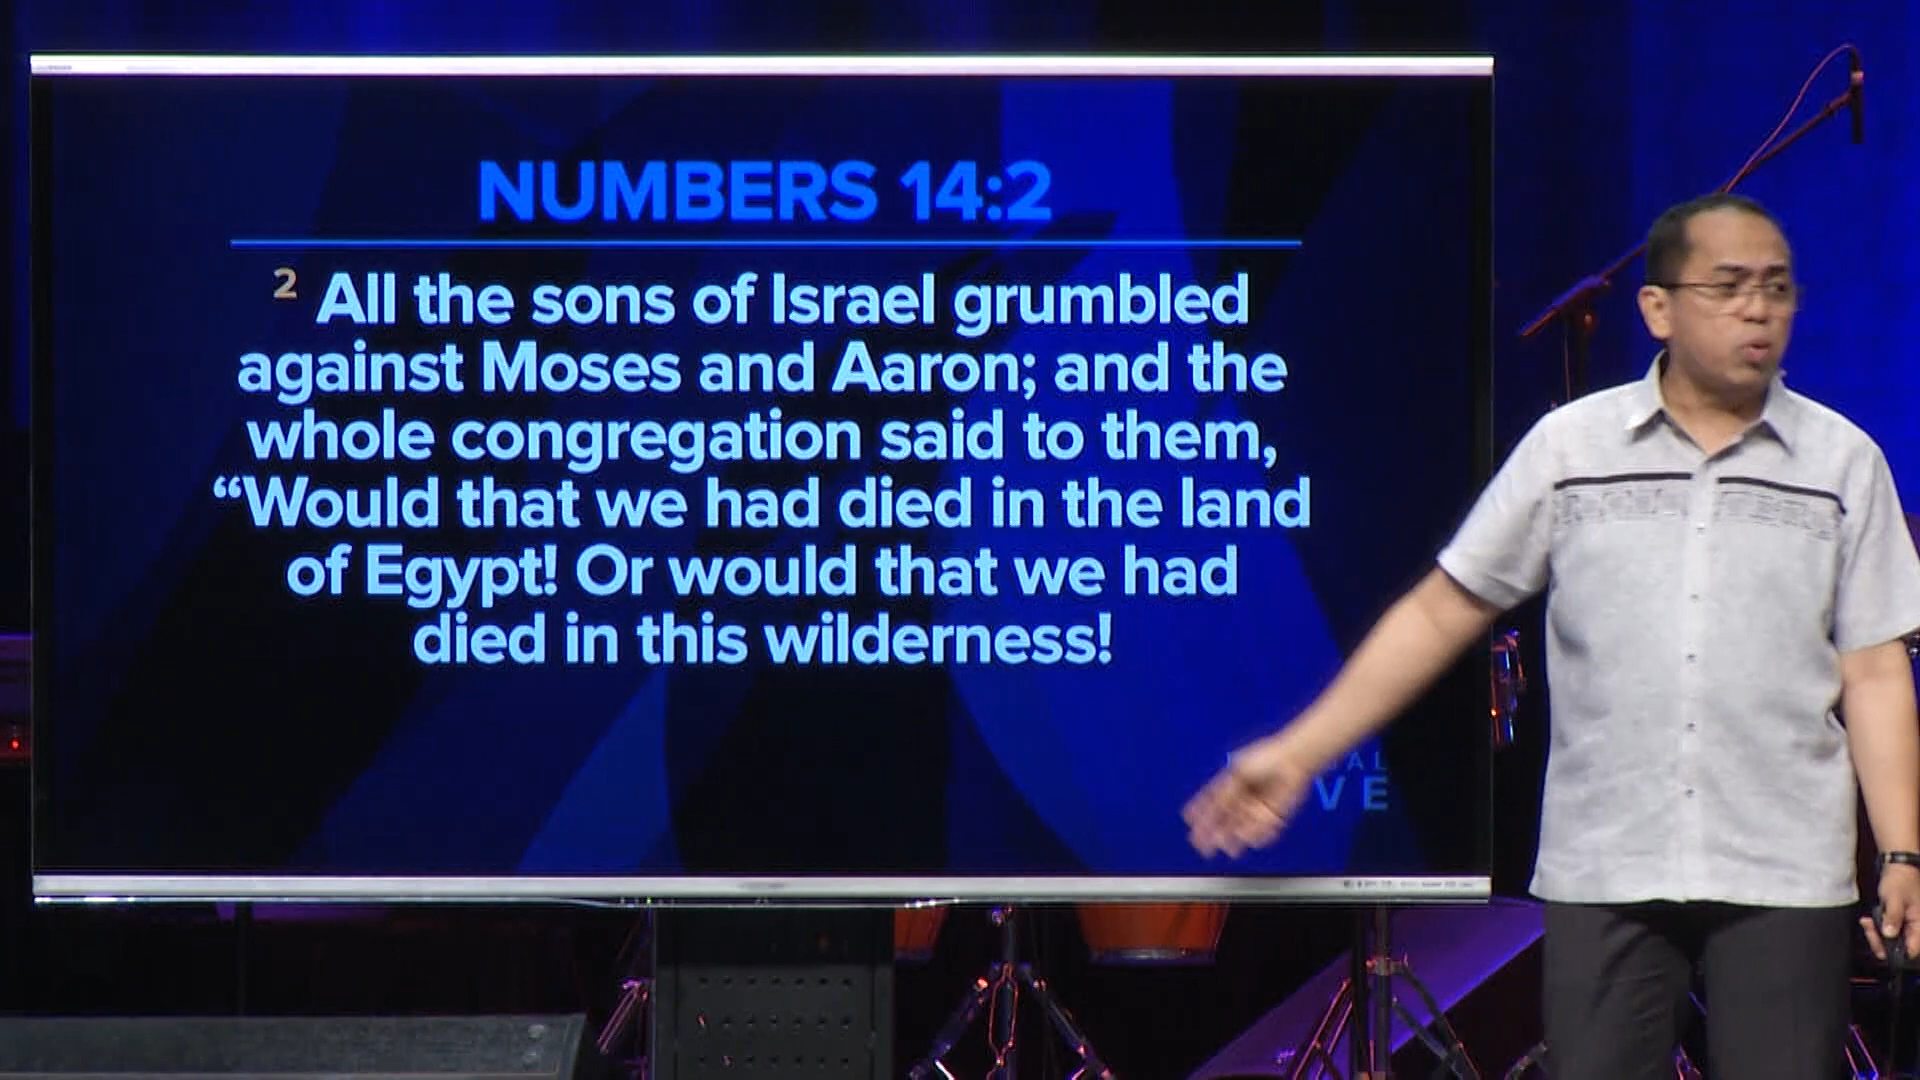 NUMBERS 14:2
2 All the sons of Israel grumbled
against Moses and Aaron; and the
whole congregation said to them,
“Would that we had died in the land
of Egypt! Or would that we had
died in this wilderness!